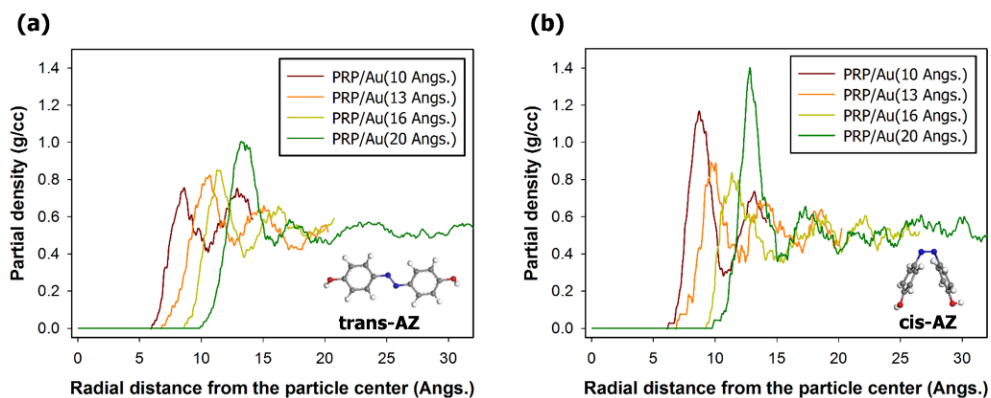 (a)
Partial density (g/cc)
1.4
1.2
1.0
0.8
0.6
0.4
0.2
0.0
PRP/Au(10 Angs.)
PRP/Au(13 Angs.)
PRP/Au(16 Angs.)
PRP/Au(20 Angs.)
trans-AZ
0 5 10 15 20 25 30
Radial distance from the particle center (Angs.)
(b)
Partial density (g/cc)
1.4
1.2
1.0
0.8
0.6
0.4
0.2
0.0
PRP/Au(10 Angs.)
PRP/Au(13 Angs.)
PRP/Au(16 Angs.)
PRP/Au(20 Angs.)
cis-AZ
0 5 10 15 20 25 30
Radial distance from the particle center (Angs.)